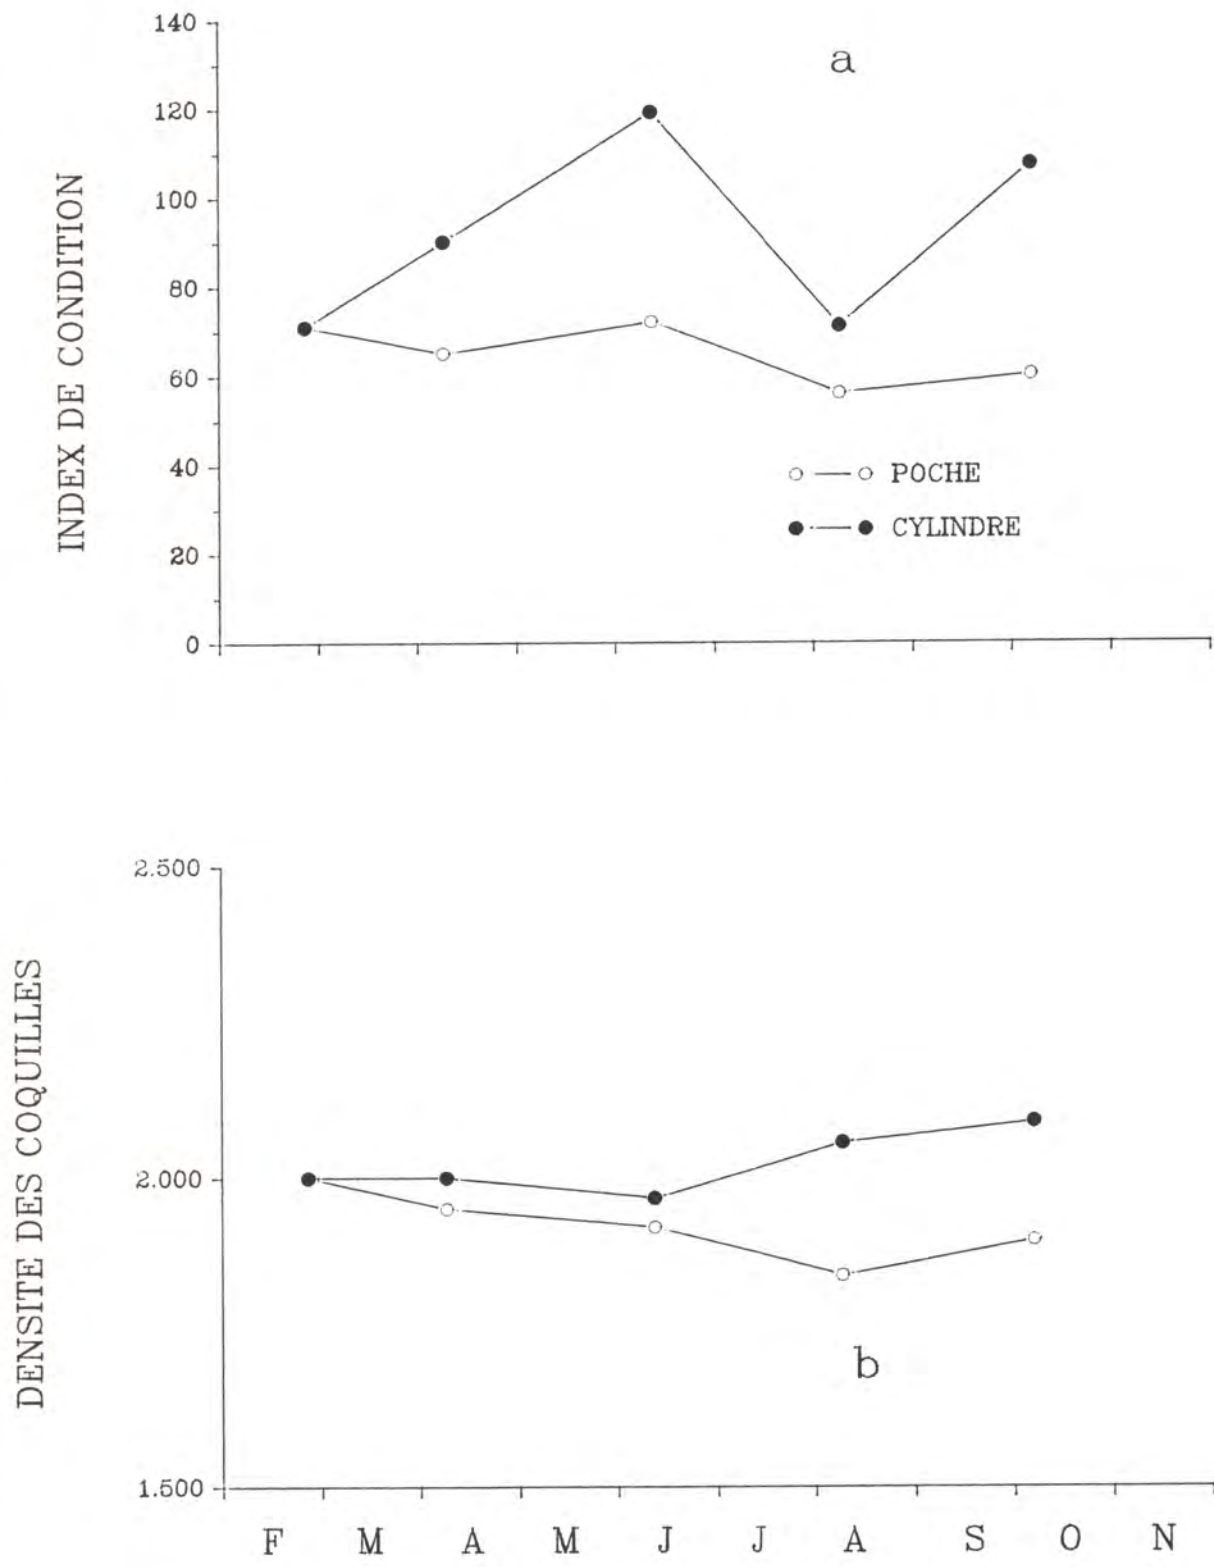 140
a
120
100
80
60
40
20
0
INDEX DE CONDITION
POCHE
CYLINDRE
2.500
2.000
1.500
DENSITE DES COQUILLES
b
F M A M J J A S O N